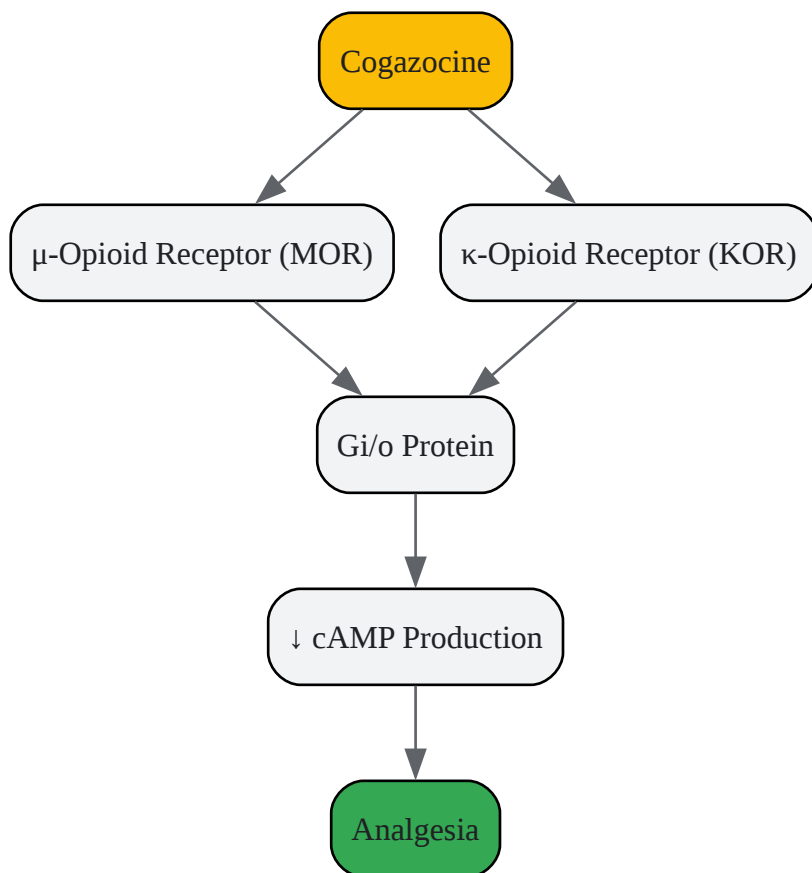 Cogazocine
μ-Opioid Receptor (MOR)
κ-Opioid Receptor (KOR)
Gi/o Protein
↓ cAMP Production
Analgesia